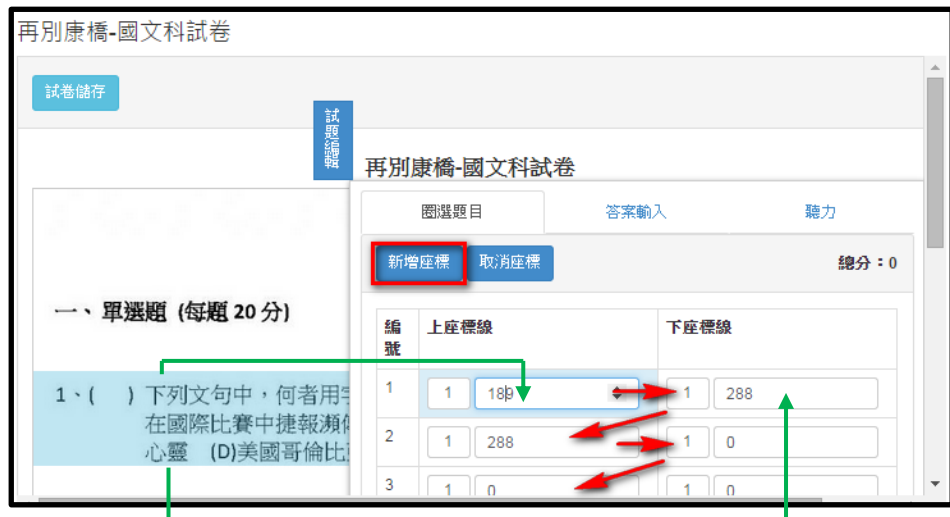 再別康橋-國文科試卷
試卷儲存
試題編輯
再別康橋-國文科試卷
圈選題目 答案輸入 聽力
新增座標 取消座標 總分：0
一、單選題 (每題 20 分)
編號 上座標線 下座標線
1 1 189 1 288
2 1 288 1 0
3 1 0 1 0
1、( ) 下列文句中，何者用字
在國際比賽中捷報瀕傳
心靈 (D)美國哥倫比亞